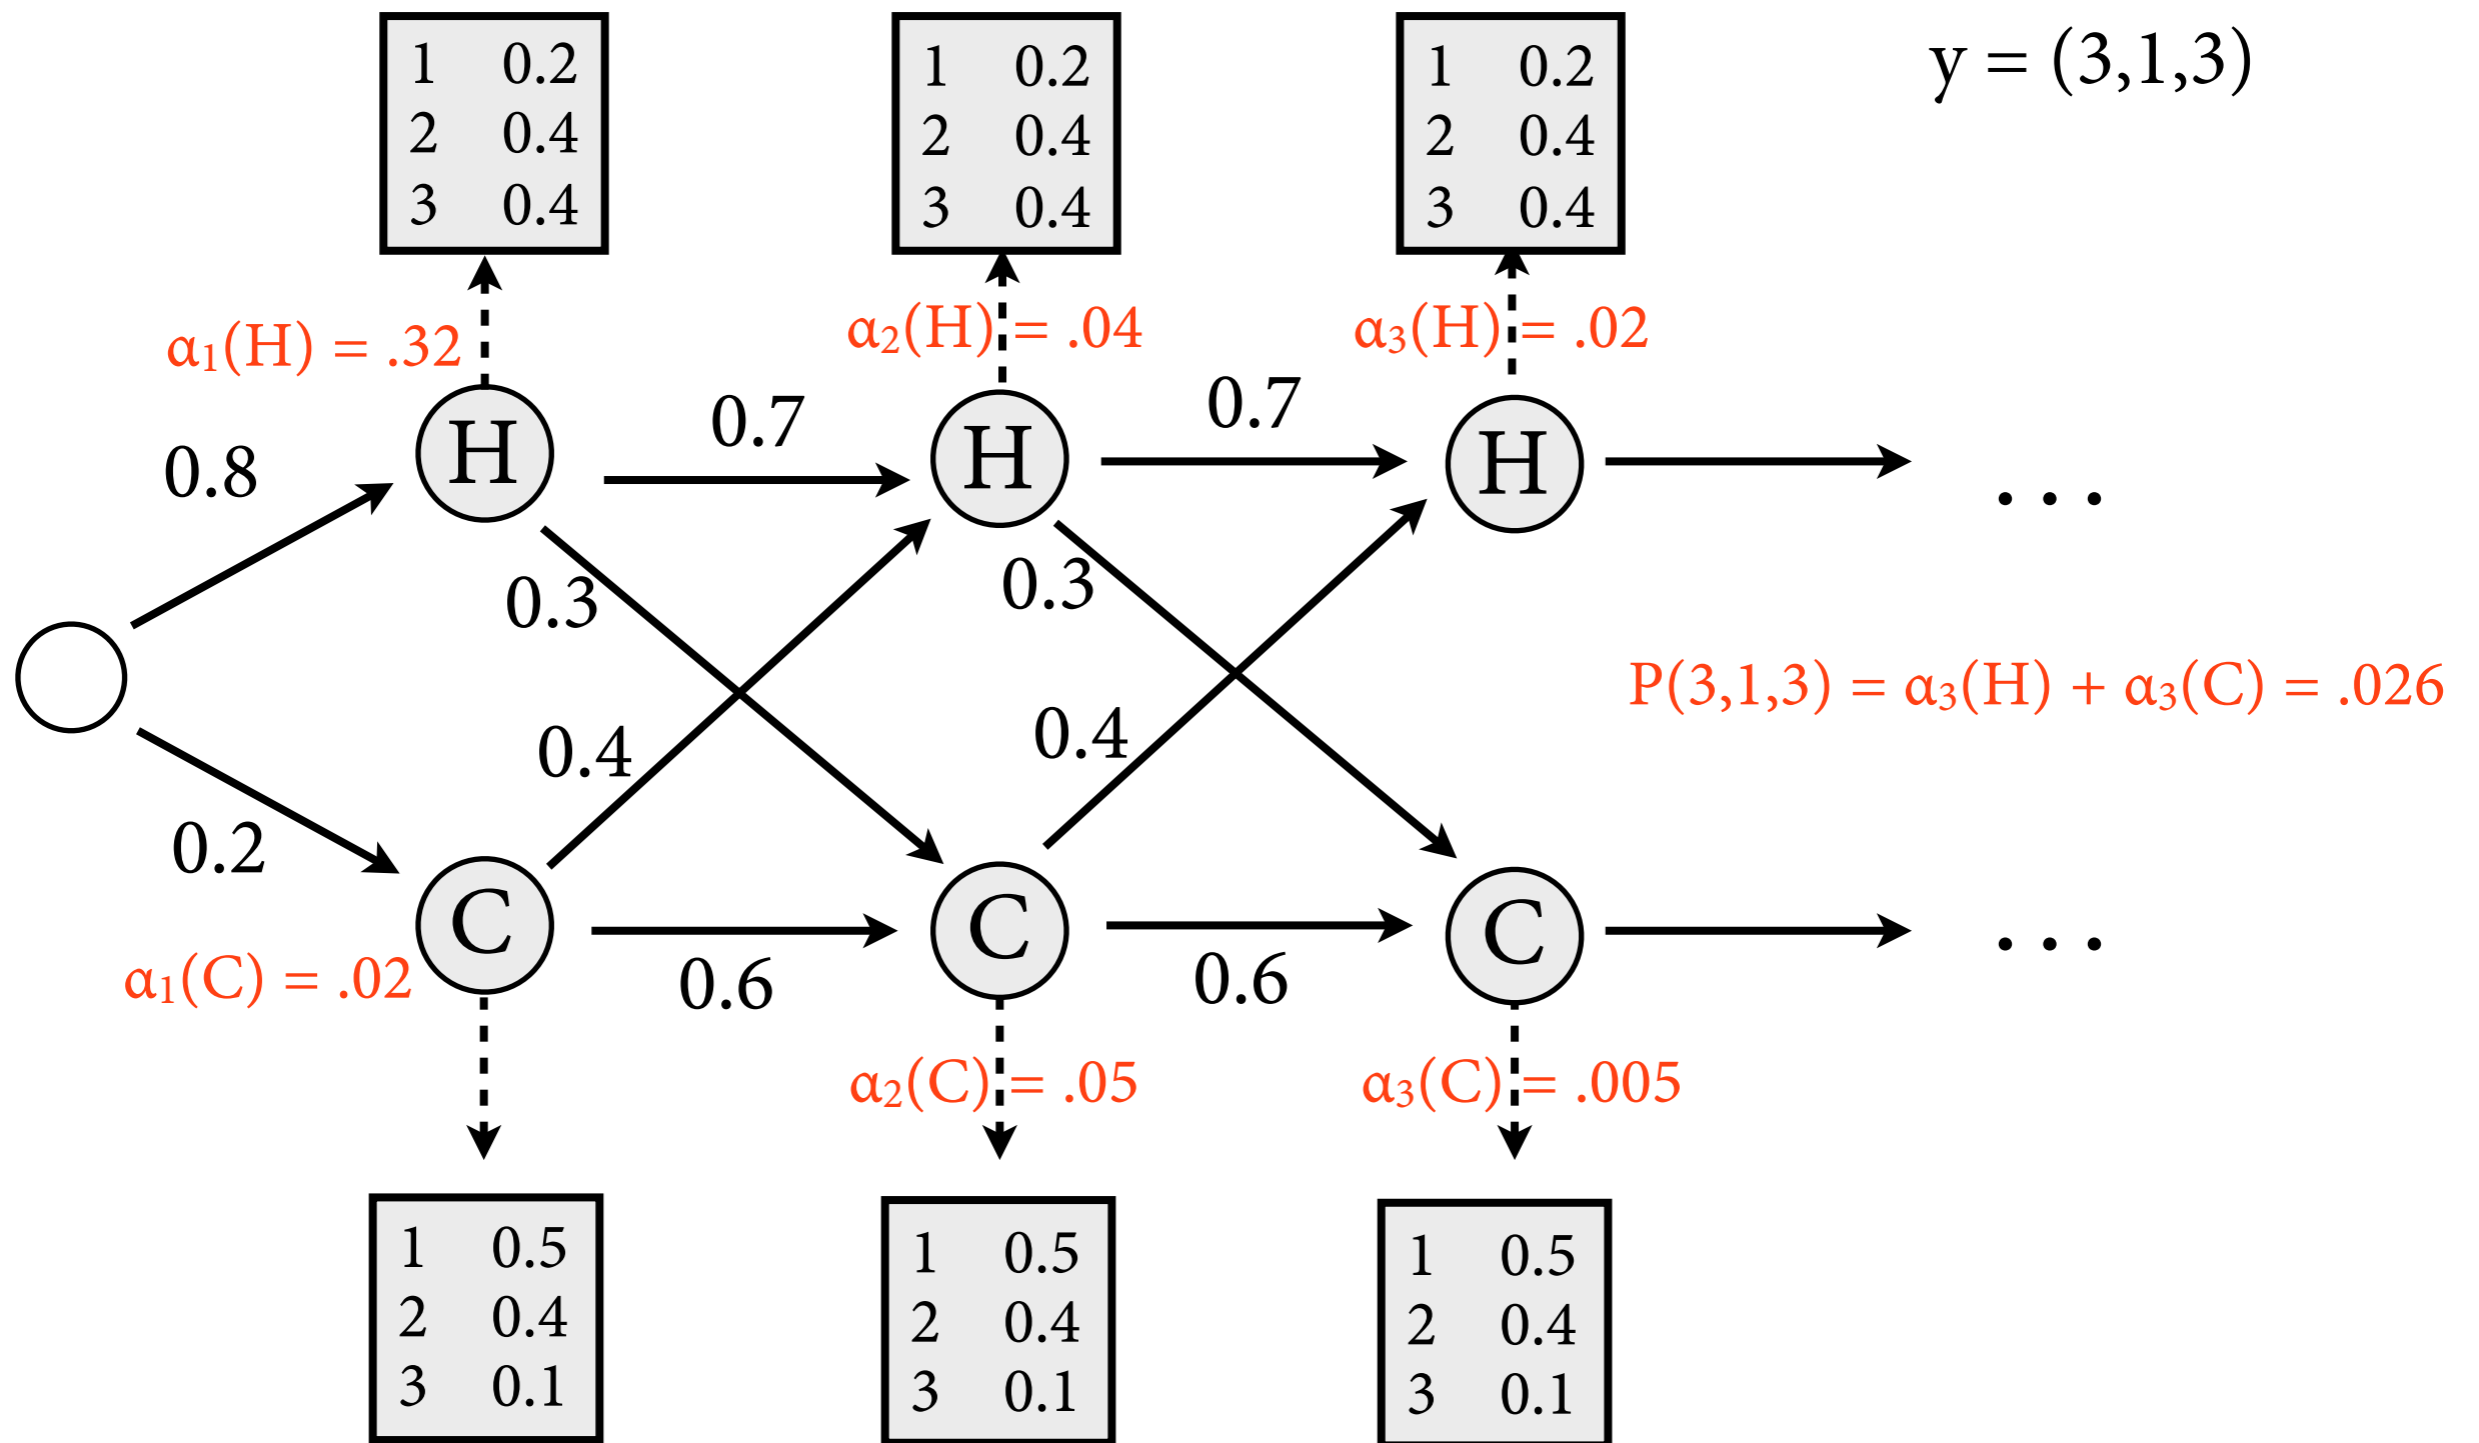 1 0.2
2 0.4
3 0.4
1 0.2
2 0.4
3 0.4
1 0.2
2 0.4
3 0.4
y = (3,1,3)
α₁(H) = .32
α₂(H) = .04
α₃(H) = .02
0.8
H
0.7
H
0.7
H
. . .
0.3
0.3
P(3,1,3) = α₃(H) + α₃(C) = .026
0.4
0.4
0.2
C
C
C
. . .
α₁(C) = .02
0.6
0.6
α₂(C) = .05
α₃(C) = .005
1 0.5
2 0.4
3 0.1
1 0.5
2 0.4
3 0.1
1 0.5
2 0.4
3 0.1